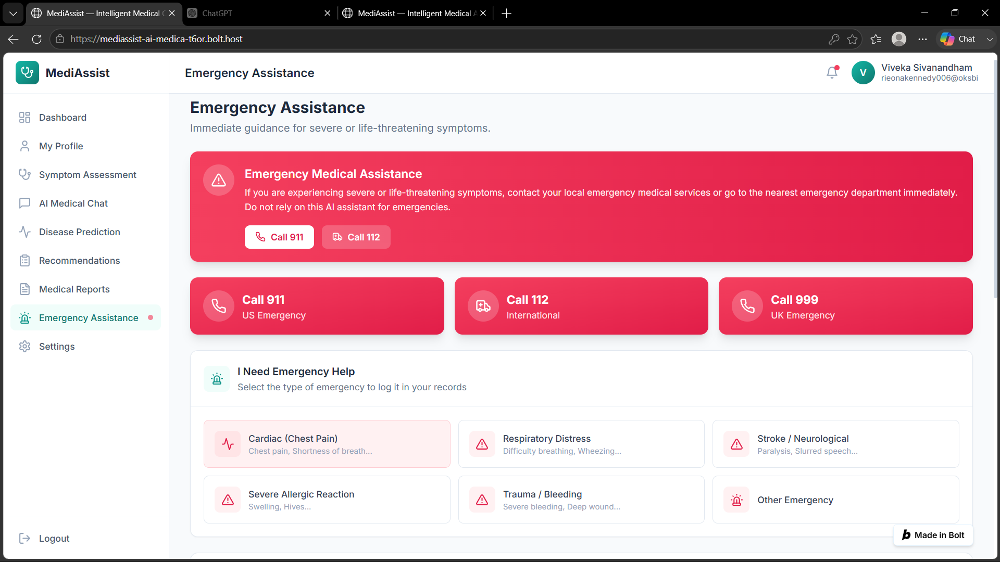 MediAssist — Intelligent Medical
ChatGPT
MediAssist — Intelligent Medical
https://mediassist-ai-medica-t6or.bolt.host
Chat
MediAssist
Emergency Assistance
V
Viveka Sivanandham
rieonakennedy006@oksbi
Dashboard
My Profile
Symptom Assessment
AI Medical Chat
Disease Prediction
Recommendations
Medical Reports
Emergency Assistance
Settings
Logout
Emergency Assistance
Immediate guidance for severe or life-threatening symptoms.
Emergency Medical Assistance
If you are experiencing severe or life-threatening symptoms, contact your local emergency medical services or go to the nearest emergency department immediately.
Do not rely on this AI assistant for emergencies.
Call 911
Call 112
Call 911
US Emergency
Call 112
International
Call 999
UK Emergency
I Need Emergency Help
Select the type of emergency to log it in your records
Cardiac (Chest Pain)
Chest pain, Shortness of breath...
Respiratory Distress
Difficulty breathing, Wheezing...
Stroke / Neurological
Paralysis, Slurred speech...
Severe Allergic Reaction
Swelling, Hives...
Trauma / Bleeding
Severe bleeding, Deep wound...
Other Emergency
b Made in Bolt